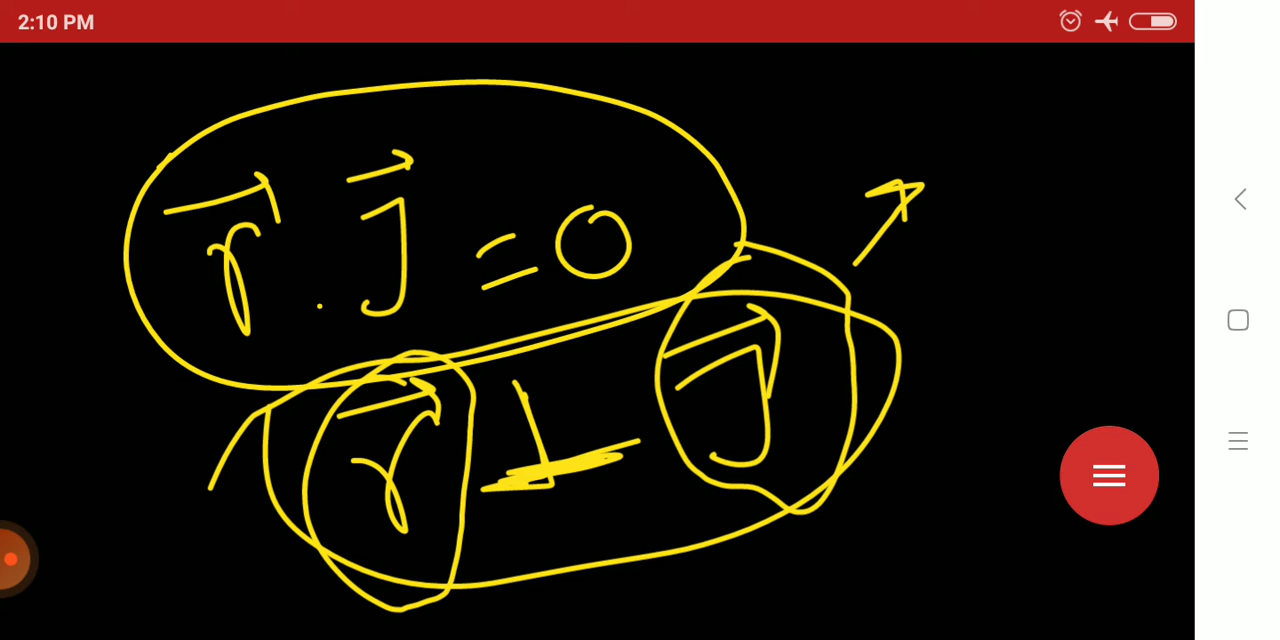 2:10 PM
r⃗ . J⃗ = 0
r⃗ ⊥ J⃗